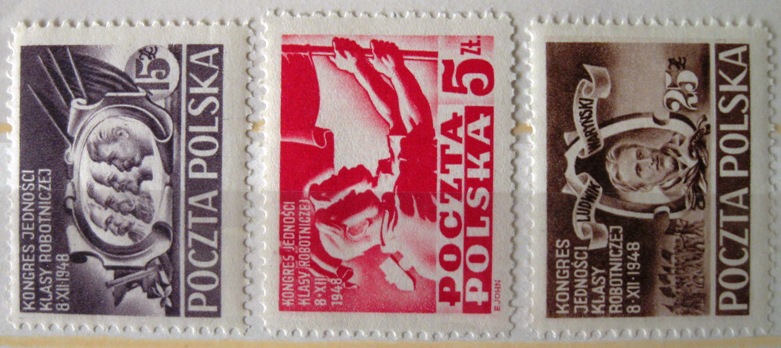 KONGRES JEDNOŚCI
KLASY ROBOTNICZEJ
8·XII·1948
15 ZŁ
POCZTA POLSKA
KONGRES JEDNOŚCI
KLASY ROBOTNICZEJ
8·XII
1948
5 ZŁ.
POCZTA
POLSKA
E.JOHN
KONGRES
JEDNOŚCI
KLASY
ROBOTNICZEJ
8·XII·1948
LUDWIK WARYŃSKI
25 ZŁ
POCZTA POLSKA